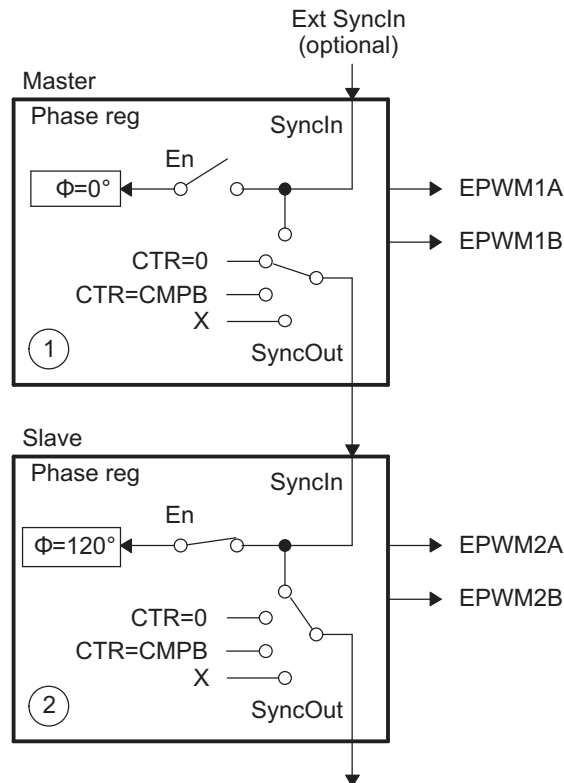 Ext SyncIn
(optional)
Master
Phase reg
SyncIn
En
Φ=0°
EPWM1A
EPWM1B
CTR=0
CTR=CMPB
X
1
SyncOut
Slave
Phase reg
SyncIn
En
Φ=120°
EPWM2A
EPWM2B
CTR=0
CTR=CMPB
X
2
SyncOut